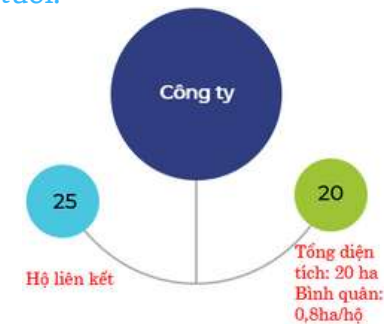 Công ty
25
20
Hộ liên kết
Tổng diện
tích: 20 ha
Bình quân:
0,8ha/hộ